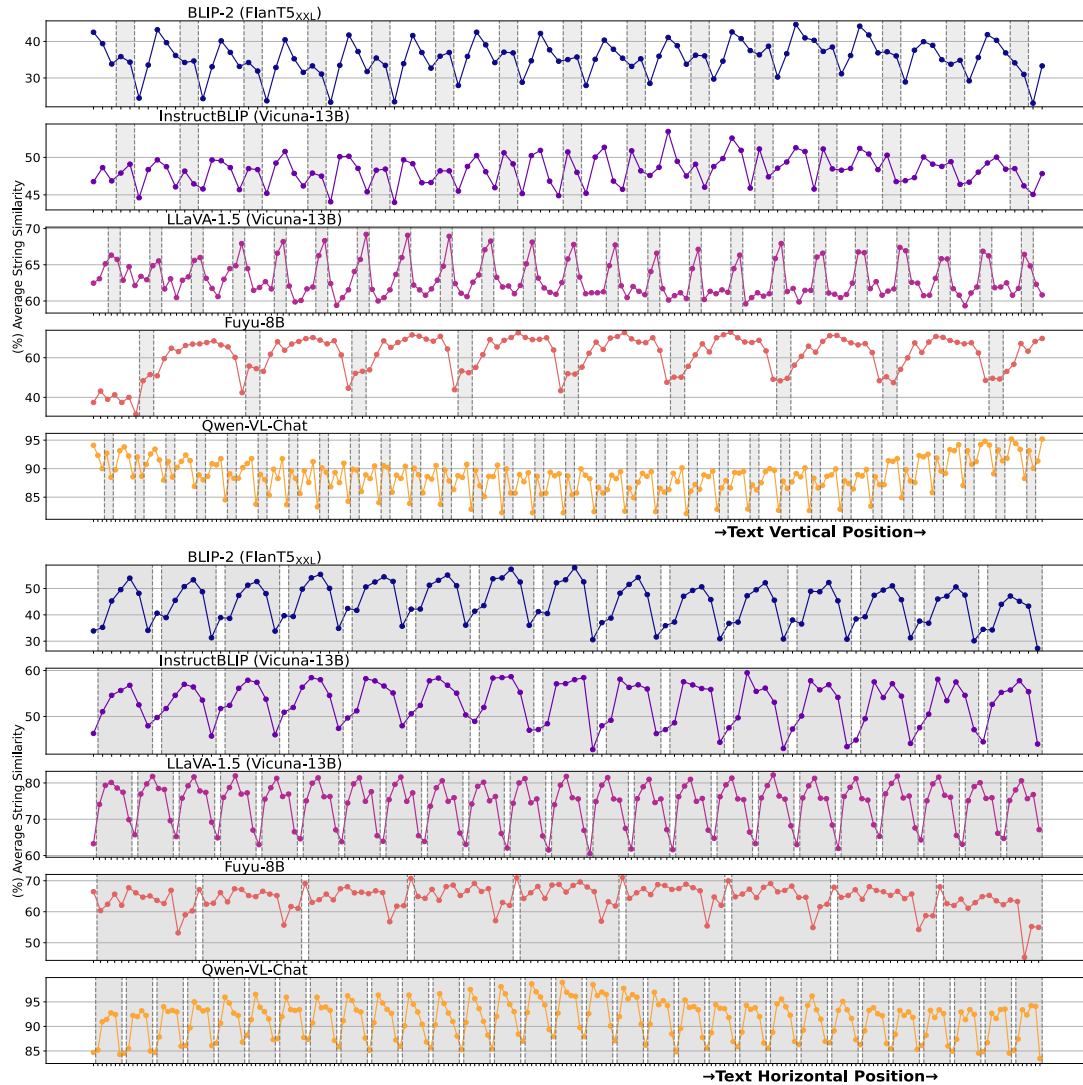 BLIP-2 (FlanT5XXL)
40
30
InstructBLIP (Vicuna-13B)
50
45
LLaVA-1.5 (Vicuna-13B)
70
65
60
Fuyu-8B
60
40
Qwen-VL-Chat
95
90
85
(%) Average String Similarity
→Text Vertical Position→
BLIP-2 (FlanT5XXL)
50
40
30
InstructBLIP (Vicuna-13B)
60
50
LLaVA-1.5 (Vicuna-13B)
80
70
60
Fuyu-8B
70
60
50
Qwen-VL-Chat
95
90
85
(%) Average String Similarity
→Text Horizontal Position→